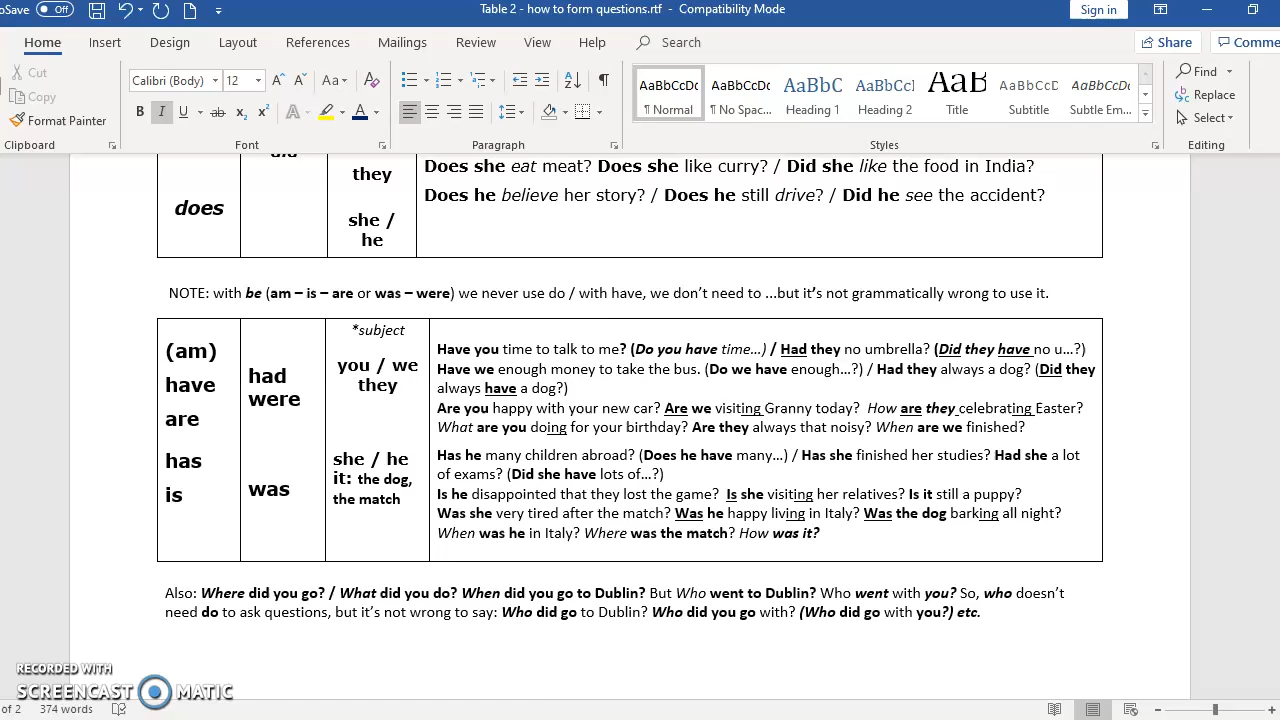 oSave Off Table 2 - how to form questions.rtf - Compatibility Mode Sign in
Home Insert Design Layout References Mailings Review View Help Search Share Comme
Cut
Copy
Format Painter
Calibri (Body) 12
Aa
B I U ab x₂ x² A A
AaBbCcDc AaBbCcDc AaBbC AaBbCcI AaB AaBbCcD AaBbCcDc
¶ Normal ¶ No Spac... Heading 1 Heading 2 Title Subtitle Subtle Em...
Find
Replace
Select
Clipboard Font Paragraph Styles Editing
did
they
does
she /
he
Does she eat meat? Does she like curry? / Did she like the food in India?
Does he believe her story? / Does he still drive? / Did he see the accident?
NOTE: with be (am – is – are or was – were) we never use do / with have, we don’t need to ...but it’s not grammatically wrong to use it.
(am)
have
are
has
is
had
were
was
*subject
you / we
they
she / he
it: the dog,
the match
Have you time to talk to me? (Do you have time…) / Had they no umbrella? (Did they have no u…?)
Have we enough money to take the bus. (Do we have enough…?) / Had they always a dog? (Did they
always have a dog?)
Are you happy with your new car? Are we visiting Granny today? How are they celebrating Easter?
What are you doing for your birthday? Are they always that noisy? When are we finished?
Has he many children abroad? (Does he have many…) / Has she finished her studies? Had she a lot
of exams? (Did she have lots of…?)
Is he disappointed that they lost the game? Is she visiting her relatives? Is it still a puppy?
Was she very tired after the match? Was he happy living in Italy? Was the dog barking all night?
When was he in Italy? Where was the match? How was it?
Also: Where did you go? / What did you do? When did you go to Dublin? But Who went to Dublin? Who went with you? So, who doesn’t
need do to ask questions, but it’s not wrong to say: Who did go to Dublin? Who did you go with? (Who did go with you?) etc.
RECORDED WITH
SCREENCAST MATIC
of 2 374 words